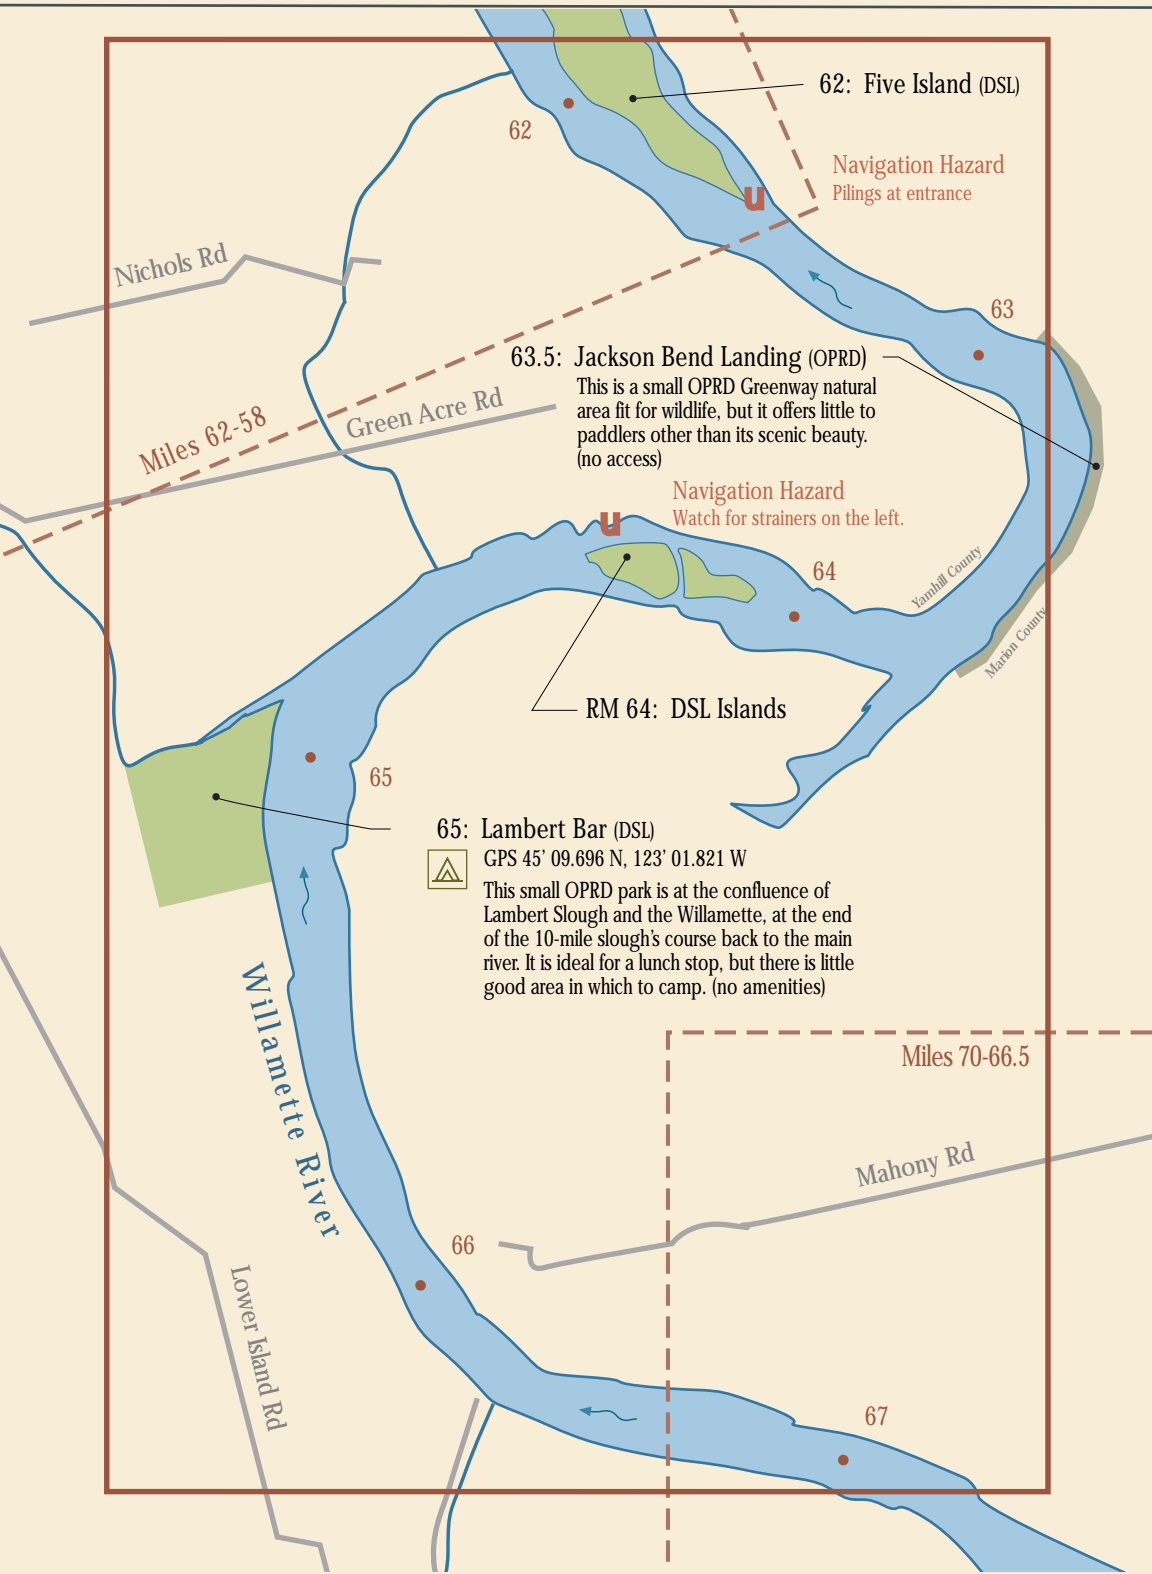 62: Five Island (DSL)
62
Navigation Hazard
Pilings at entrance
u
Nichols Rd
63
63.5: Jackson Bend Landing (OPRD)
This is a small OPRD Greenway natural
area fit for wildlife, but it offers little to
paddlers other than its scenic beauty.
(no access)
Miles 62-58
Green Acre Rd
Navigation Hazard
Watch for strainers on the left.
u
64
Yamhill County
Marion County
RM 64: DSL Islands
65
65: Lambert Bar (DSL)
GPS 45’ 09.696 N, 123’ 01.821 W
This small OPRD park is at the confluence of
Lambert Slough and the Willamette, at the end
of the 10-mile slough’s course back to the main
river. It is ideal for a lunch stop, but there is little
good area in which to camp. (no amenities)
Willamette River
Miles 70-66.5
Mahony Rd
66
Lower Island Rd
67